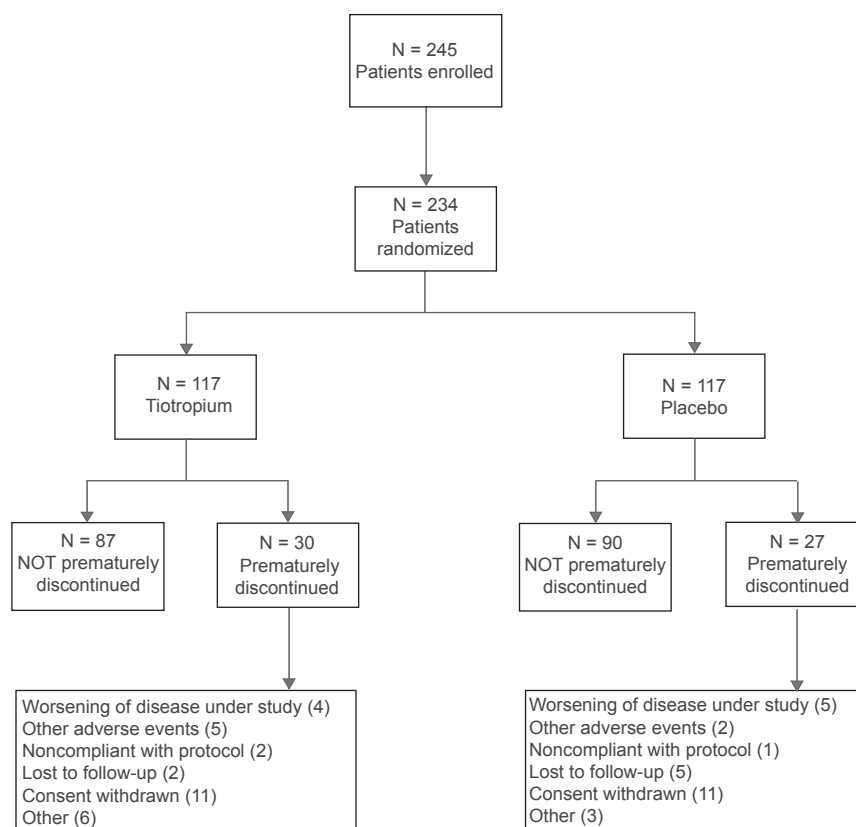 N = 245
Patients enrolled
N = 234
Patients
randomized
N = 117
Tiotropium
N = 117
Placebo
N = 87
NOT prematurely
discontinued
N = 30
Prematurely
discontinued
N = 90
NOT prematurely
discontinued
N = 27
Prematurely
discontinued
Worsening of disease under study (4)
Other adverse events (5)
Noncompliant with protocol (2)
Lost to follow-up (2)
Consent withdrawn (11)
Other (6)
Worsening of disease under study (5)
Other adverse events (2)
Noncompliant with protocol (1)
Lost to follow-up (5)
Consent withdrawn (11)
Other (3)